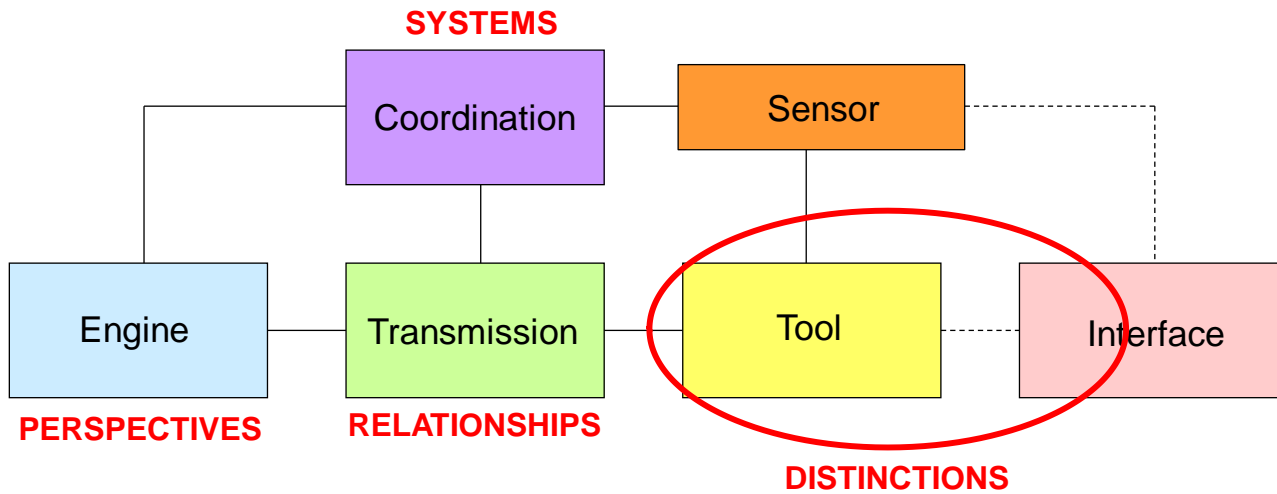 SYSTEMS
Coordination
Sensor
Engine
Transmission
Tool
Interface
PERSPECTIVES
RELATIONSHIPS
DISTINCTIONS